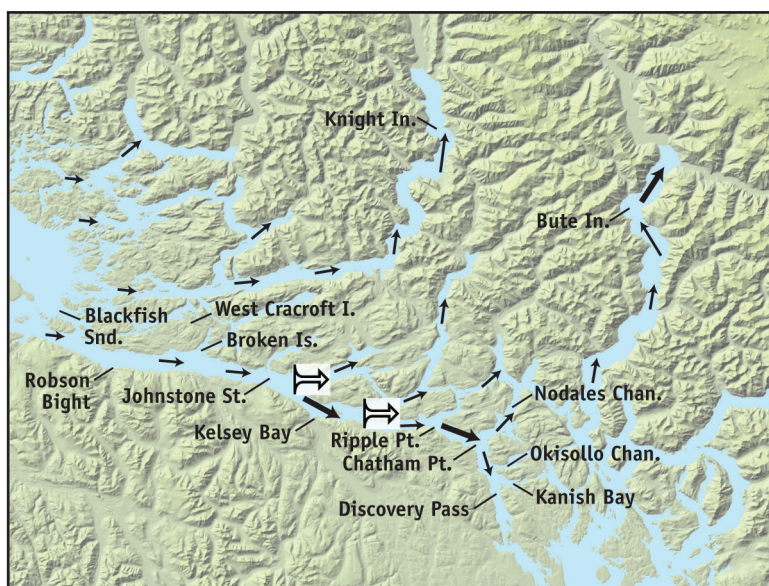 Knight In.
Bute In.
Blackfish
Snd.
West Cracroft I.
Broken Is.
Robson
Bight
Johnstone St.
Nodales Chan.
Kelsey Bay
Ripple Pt.
Chatham Pt.
Okisollo Chan.
Discovery Pass
Kanish Bay